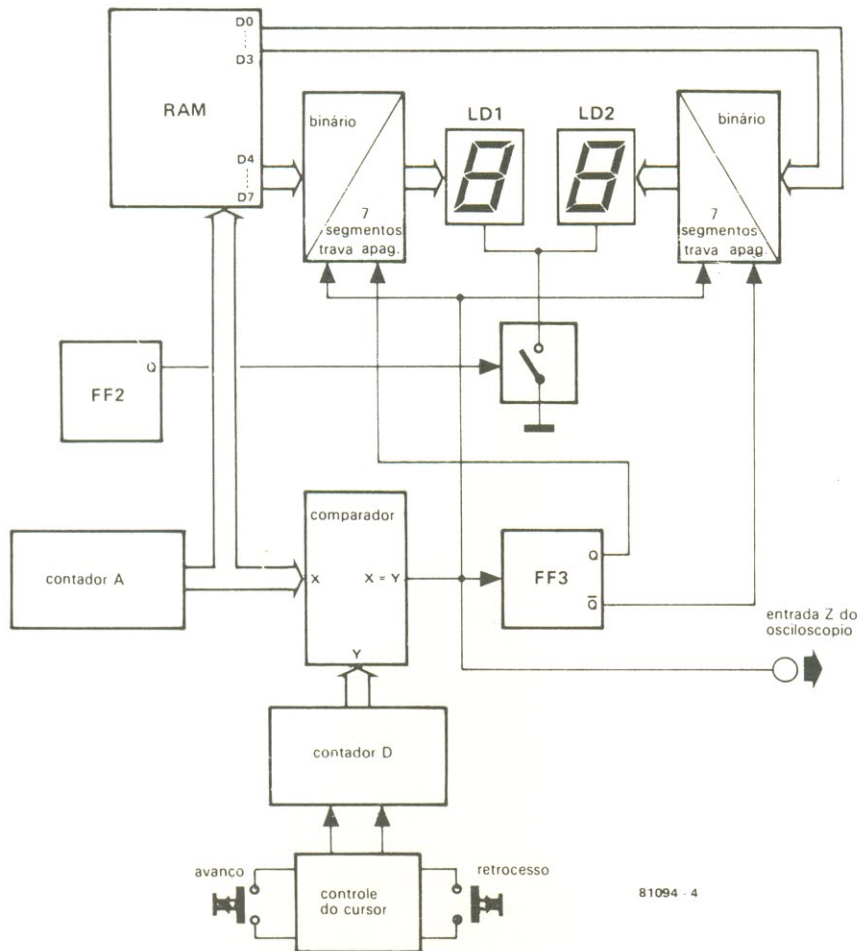 D0
D3
RAM
D4
D7
binário
7
segmentos
trava apag.
LD1
LD2
binário
7
segmentos
trava apag.
FF2
Q
contador A
comparador
X
X = Y
Y
FF3
Q
Q̅
entrada Z do
osciloscopio
contador D
avanco
controle
do cursor
retrocesso
81094 - 4